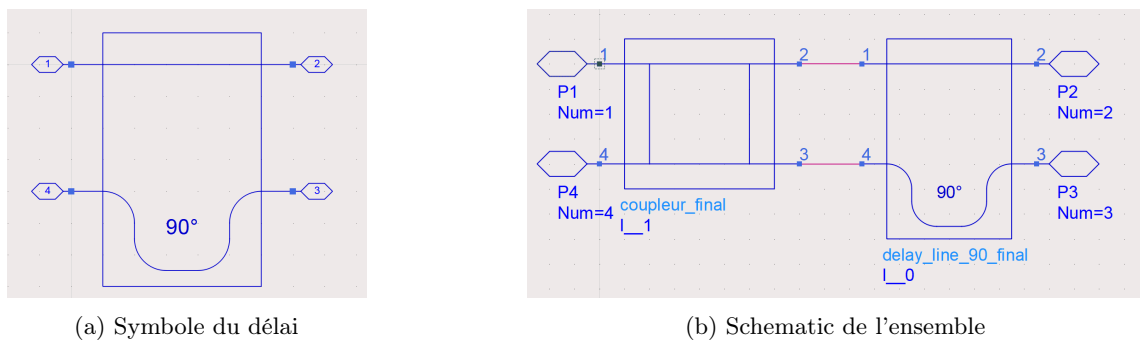 1
2
4
3
90°
(a) Symbole du délai
1
2
1
2
P1
Num=1
P2
Num=2
4
3
4
3
90°
P4
Num=4
P3
Num=3
coupleur_final
I__1
delay_line_90_final
I__0
(b) Schematic de l'ensemble